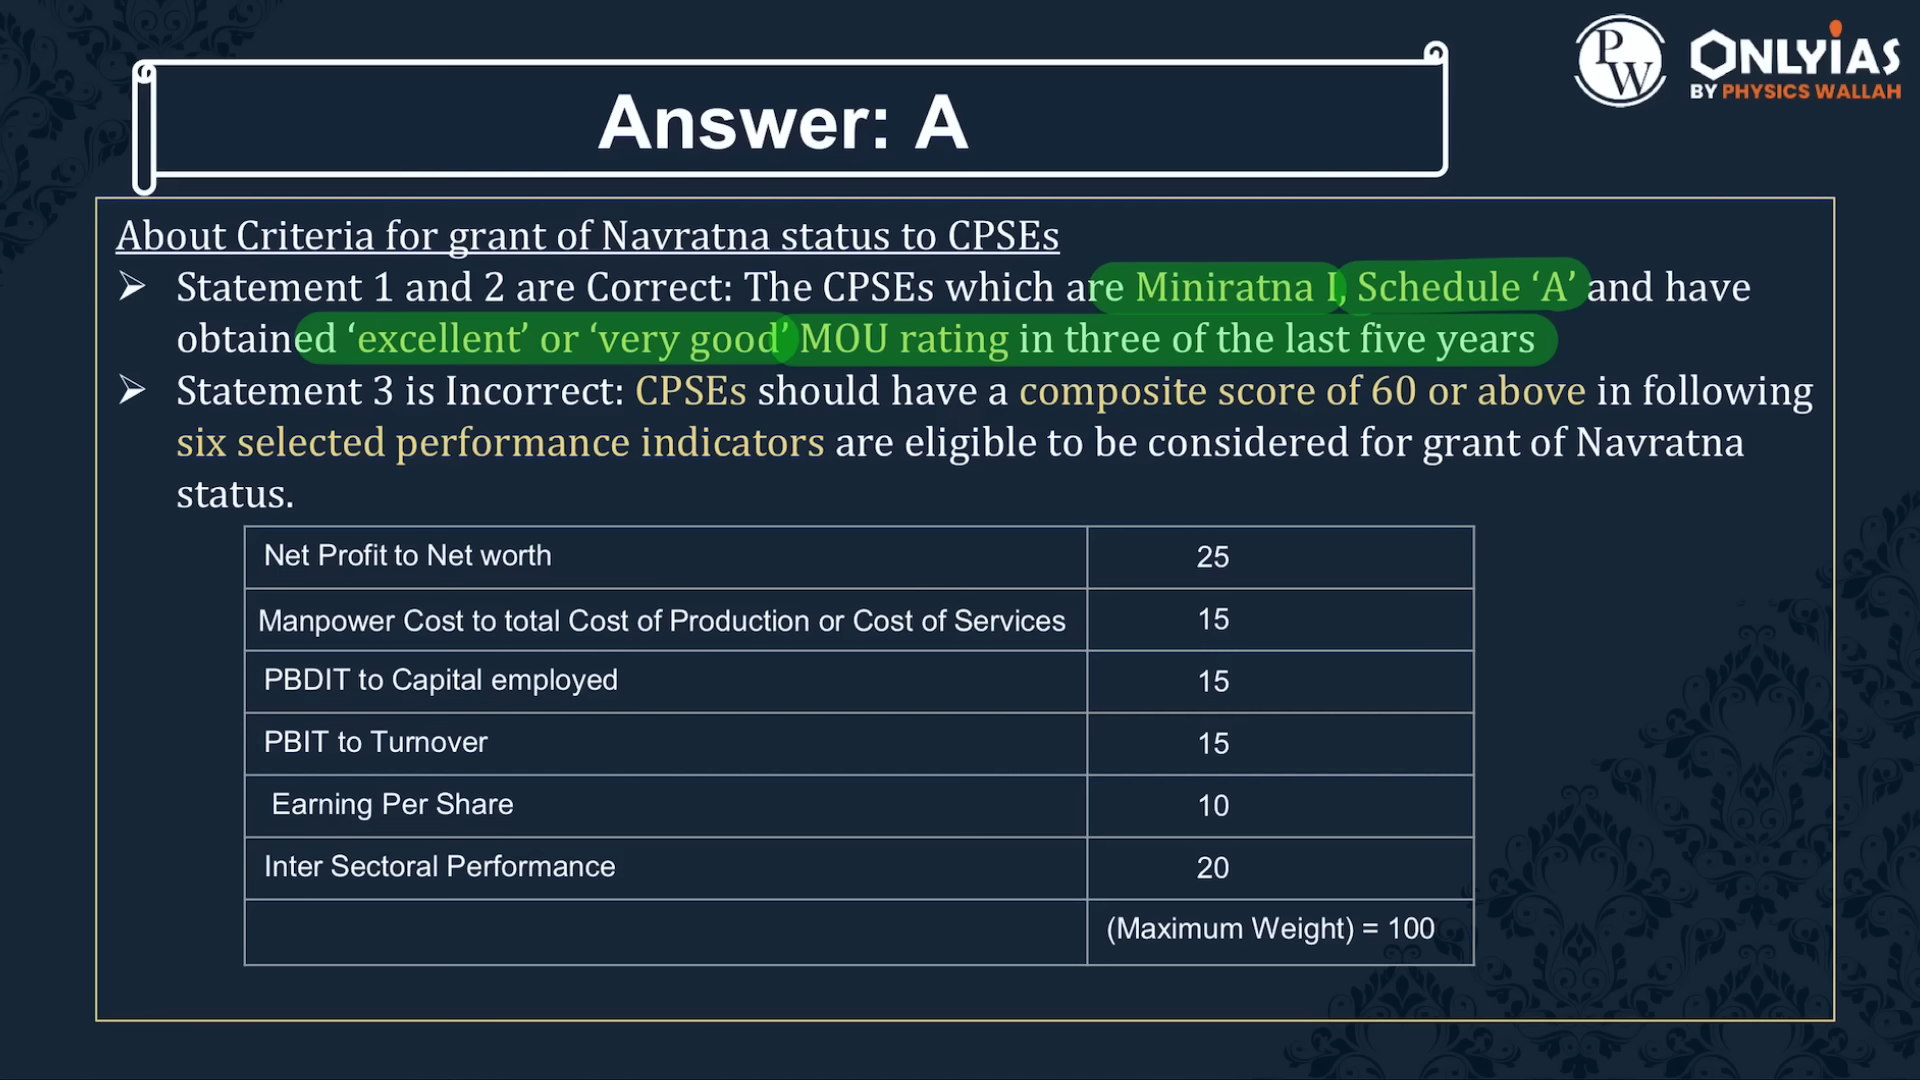 PW
ONLYIAS
BY PHYSICS WALLAH
Answer: A
About Criteria for grant of Navratna status to CPSEs
➢ Statement 1 and 2 are Correct: The CPSEs which are Miniratna I, Schedule ‘A’ and have
obtained ‘excellent’ or ‘very good’ MOU rating in three of the last five years
➢ Statement 3 is Incorrect: CPSEs should have a composite score of 60 or above in following
six selected performance indicators are eligible to be considered for grant of Navratna
status.
Net Profit to Net worth 25
Manpower Cost to total Cost of Production or Cost of Services 15
PBDIT to Capital employed 15
PBIT to Turnover 15
Earning Per Share 10
Inter Sectoral Performance 20
(Maximum Weight) = 100